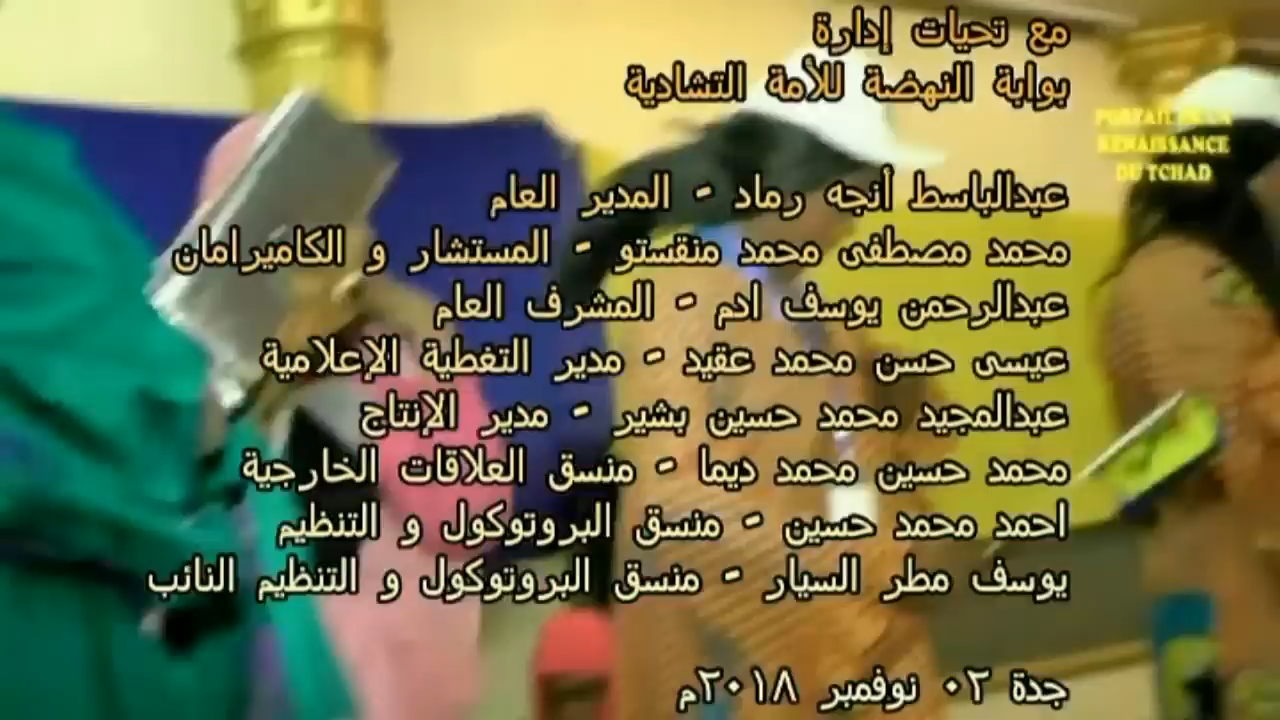 مع تحيات إدارة
بوابة النهضة للأمة التشادية
PORTAIL DE LA
RENAISSANCE
DU TCHAD
عبدالباسط أنجه رماد - المدير العام
محمد مصطفى محمد منقستو - المستشار و الكاميرامان
عبدالرحمن يوسف ادم - المشرف العام
عيسى حسن محمد عقيد - مدير التغطية الإعلامية
عبدالمجيد محمد حسين بشير - مدير الإنتاج
محمد حسين محمد ديما - منسق العلاقات الخارجية
احمد محمد حسين - منسق البروتوكول و التنظيم
يوسف مطر السيار - منسق البروتوكول و التنظيم النائب
جدة ٠٢ نوفمبر ٢٠١٨م